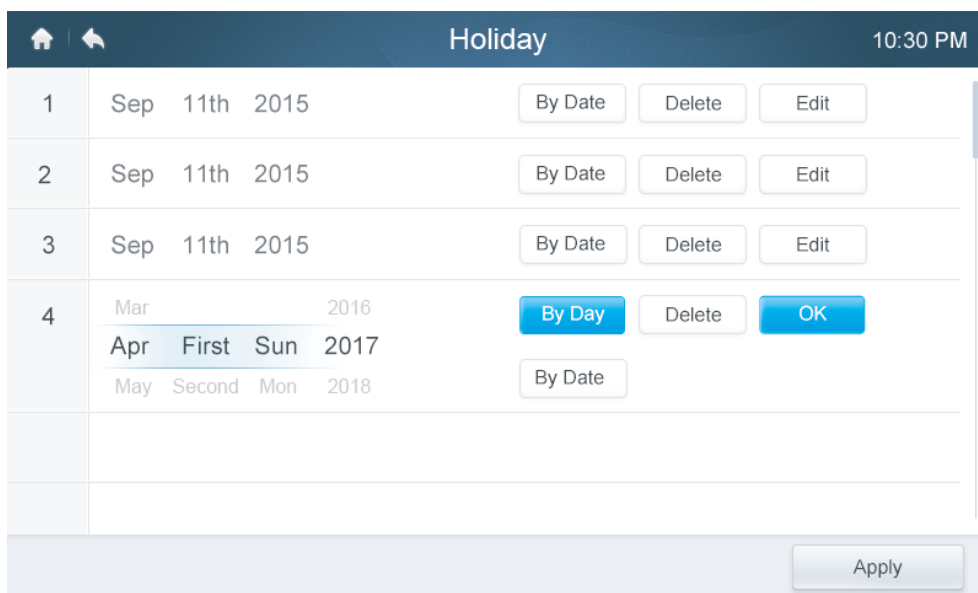 Holiday 10:30 PM
1 Sep 11th 2015 By Date Delete Edit
2 Sep 11th 2015 By Date Delete Edit
3 Sep 11th 2015 By Date Delete Edit
Mar 2016
4 By Day Delete OK
Apr First Sun 2017
May Second Mon 2018
By Date
Apply